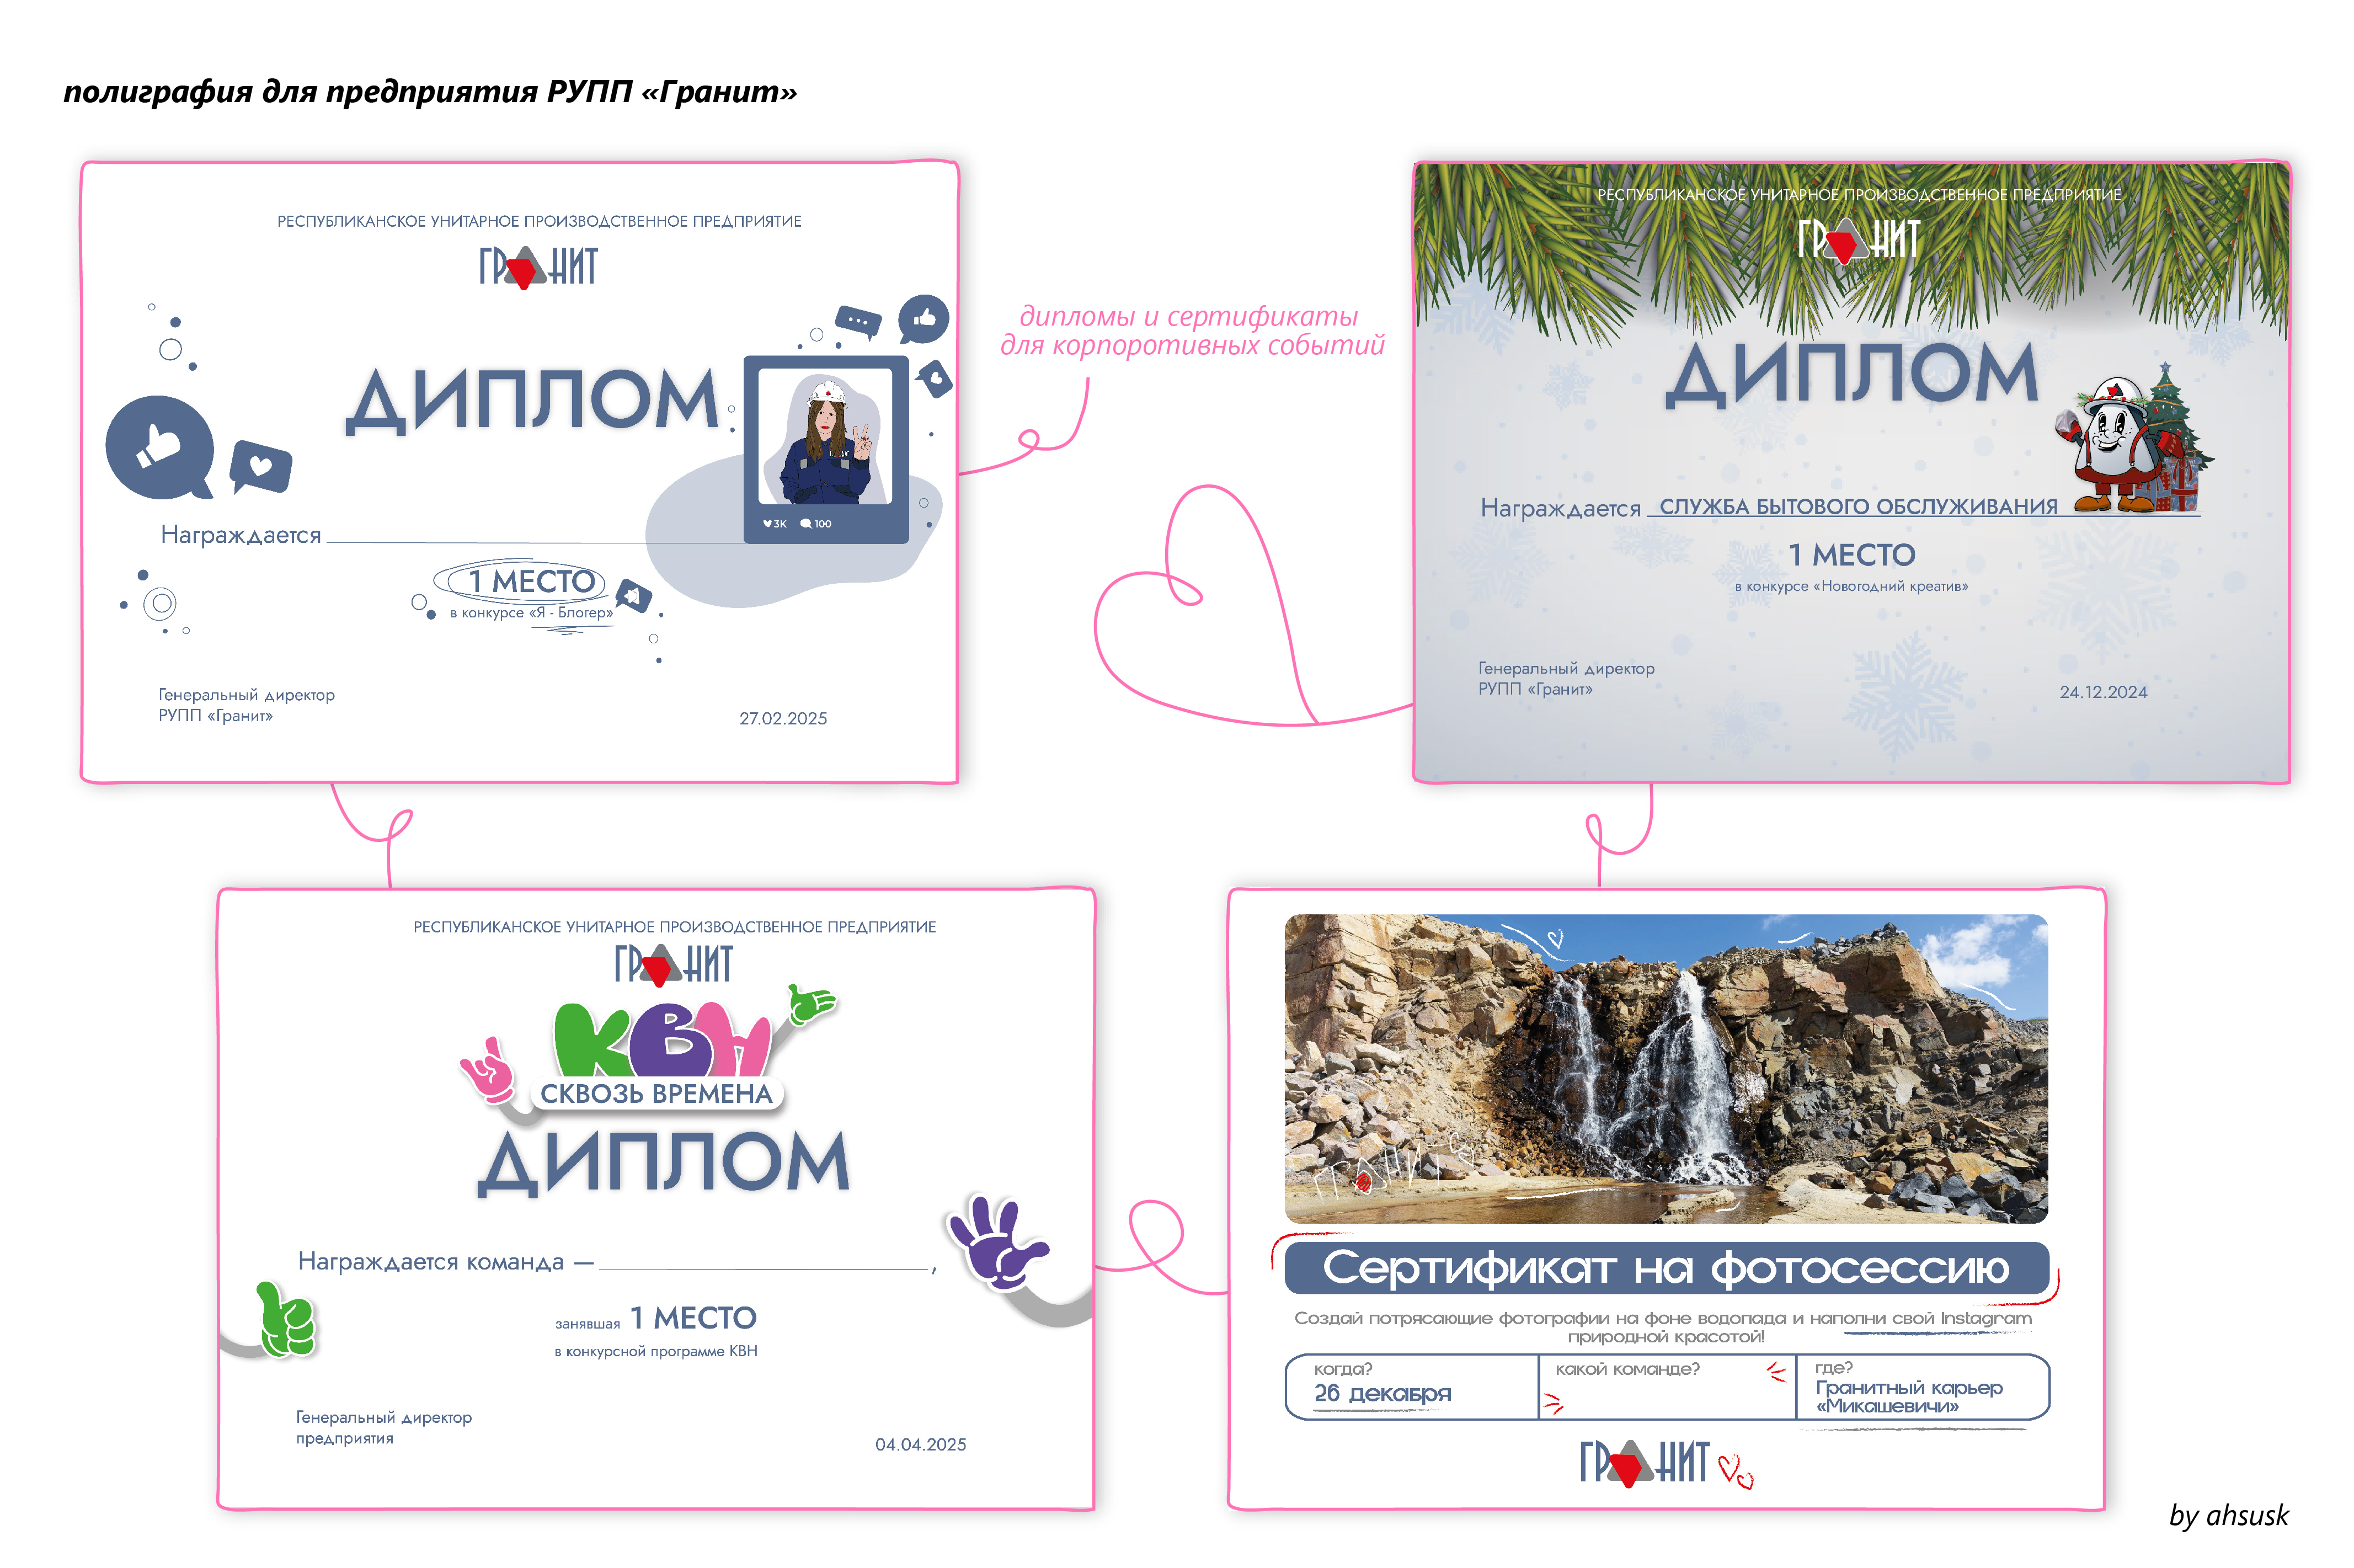 полиграфия для предприятия РУПП «Гранит»
РЕСПУБЛИКАНСКОЕ УНИТАРНОЕ ПРОИЗВОДСТВЕННОЕ ПРЕДПРИЯТИЕ
ГРАНИТ
ДИПЛОМ
3K 100
Награждается
1 МЕСТО
в конкурсе «Я - Блогер»
Генеральный директор
РУПП «Гранит»
27.02.2025
дипломы и сертификаты
для корпоротивных событий
РЕСПУБЛИКАНСКОЕ УНИТАРНОЕ ПРОИЗВОДСТВЕННОЕ ПРЕДПРИЯТИЕ
ГРАНИТ
ДИПЛОМ
Награждается СЛУЖБА БЫТОВОГО ОБСЛУЖИВАНИЯ
1 МЕСТО
в конкурсе «Новогодний креатив»
Генеральный директор
РУПП «Гранит»
24.12.2024
РЕСПУБЛИКАНСКОЕ УНИТАРНОЕ ПРОИЗВОДСТВЕННОЕ ПРЕДПРИЯТИЕ
ГРАНИТ
КВН
СКВОЗЬ ВРЕМЕНА
ДИПЛОМ
Награждается команда — ,
занявшая 1 МЕСТО
в конкурсной программе КВН
Генеральный директор
предприятия
04.04.2025
ГРАНИТ
Сертификат на фотосессию
Создай потрясающие фотографии на фоне водопада и наполни свой Instagram
природной красотой!
когда?
26 декабря
какой команде?
где?
Гранитный карьер
«Микашевичи»
ГРАНИТ
by ahsusk